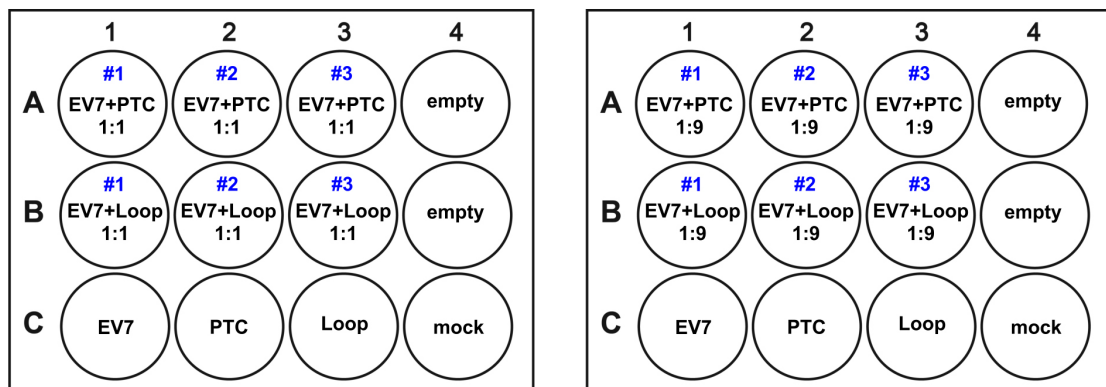 1 2 3 4
A
#1 #2 #3
EV7+PTC EV7+PTC EV7+PTC empty
1:1 1:1 1:1
B
#1 #2 #3
EV7+Loop EV7+Loop EV7+Loop empty
1:1 1:1 1:1
C EV7 PTC Loop mock
1 2 3 4
A
#1 #2 #3
EV7+PTC EV7+PTC EV7+PTC empty
1:9 1:9 1:9
B
#1 #2 #3
EV7+Loop EV7+Loop EV7+Loop empty
1:9 1:9 1:9
C EV7 PTC Loop mock